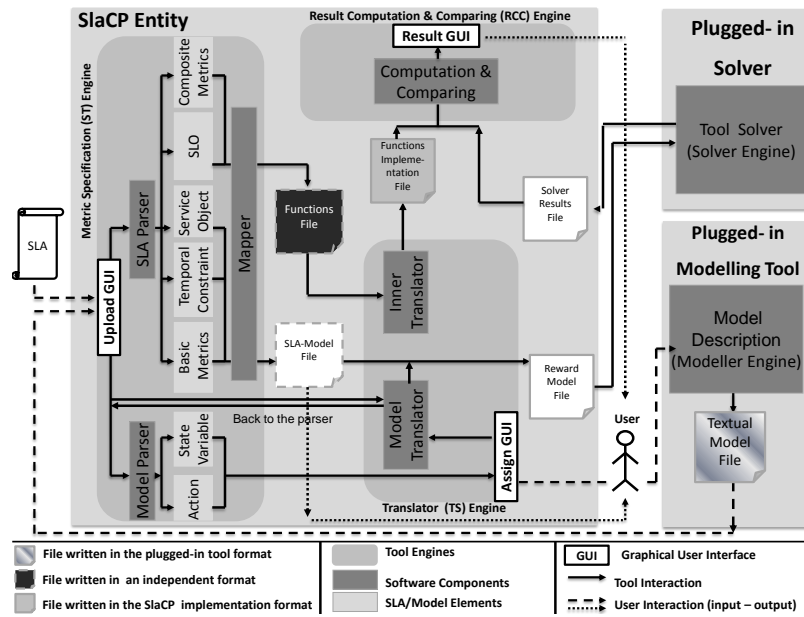 SlaCP Entity
Result Computation & Comparing (RCC) Engine
Result GUI
Computation &
Comparing
Metric Specification (ST) Engine
Composite
Metrics
SLO
Service
Object
Temporal
Constraint
Basic
Metrics
SLA Parser
Mapper
Upload GUI
SLA
Functions
File
Functions
Impleme-
ntation
File
Solver
Results
File
Inner
Translator
SLA-Model
File
Reward
Model
File
Back to the parser
Model
Translator
Assign GUI
Translator (TS) Engine
Model Parser
State
Variable
Action
User
Plugged- in
Solver
Tool Solver
(Solver Engine)
Plugged- in
Modelling Tool
Model
Description
(Modeller Engine)
Textual
Model
File
File written in the plugged-in tool format
File written in an independent format
File written in the SlaCP implementation format
Tool Engines
Software Components
SLA/Model Elements
GUI
Graphical User Interface
Tool Interaction
User Interaction (input – output)